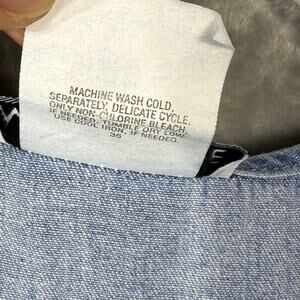 MACHINE WASH COLD,
SEPARATELY, DELICATE CYCLE.
ONLY NON-CHLORINE BLEACH,
IF NEEDED. TUMBLE DRY LOW.
USE COOL IRON, IF NEEDED.
36
W
E